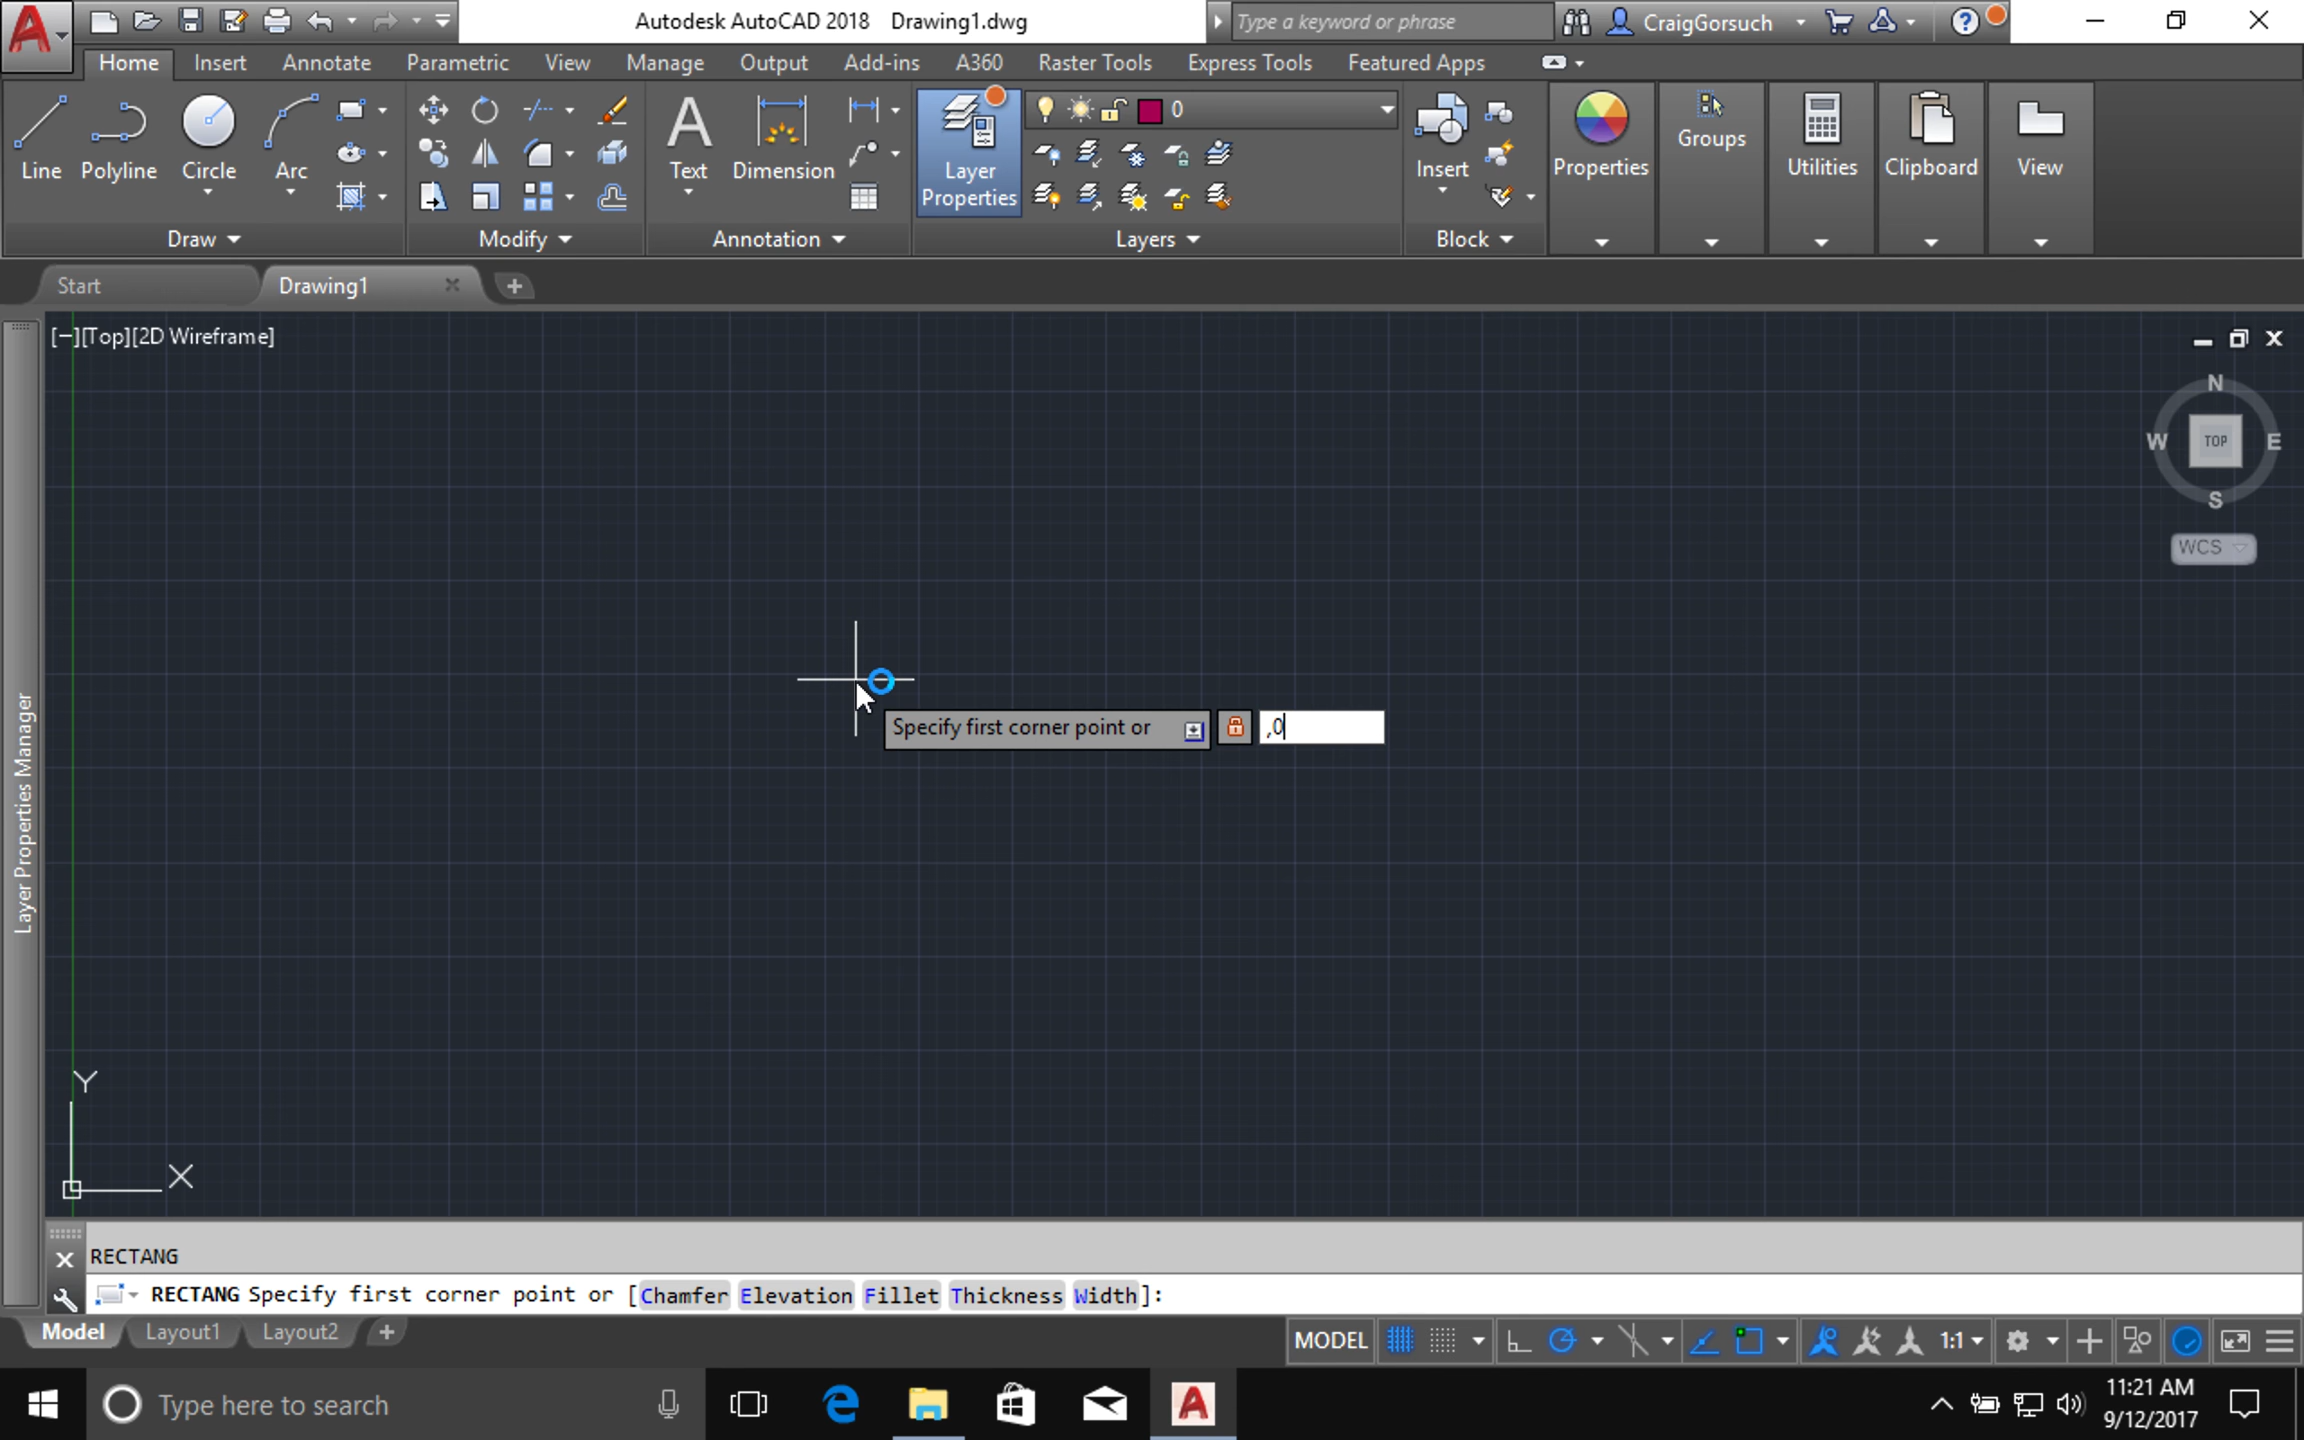 Autodesk AutoCAD 2018 Drawing1.dwg
Type a keyword or phrase
CraigGorsuch
Home Insert Annotate Parametric View Manage Output Add-ins A360 Raster Tools Express Tools Featured Apps
0
Line Polyline Circle Arc
Text Dimension
Layer
Properties
Insert
Properties
Groups
Utilities
Clipboard
View
Draw Modify Annotation Layers Block
Start Drawing1
[−][Top][2D Wireframe]
N
W TOP E
S
WCS
Specify first corner point or ,0
Layer Properties Manager
Y
X
RECTANG
RECTANG Specify first corner point or [Chamfer Elevation Fillet Thickness Width]:
Model Layout1 Layout2
MODEL 1:1
Type here to search
11:21 AM
9/12/2017